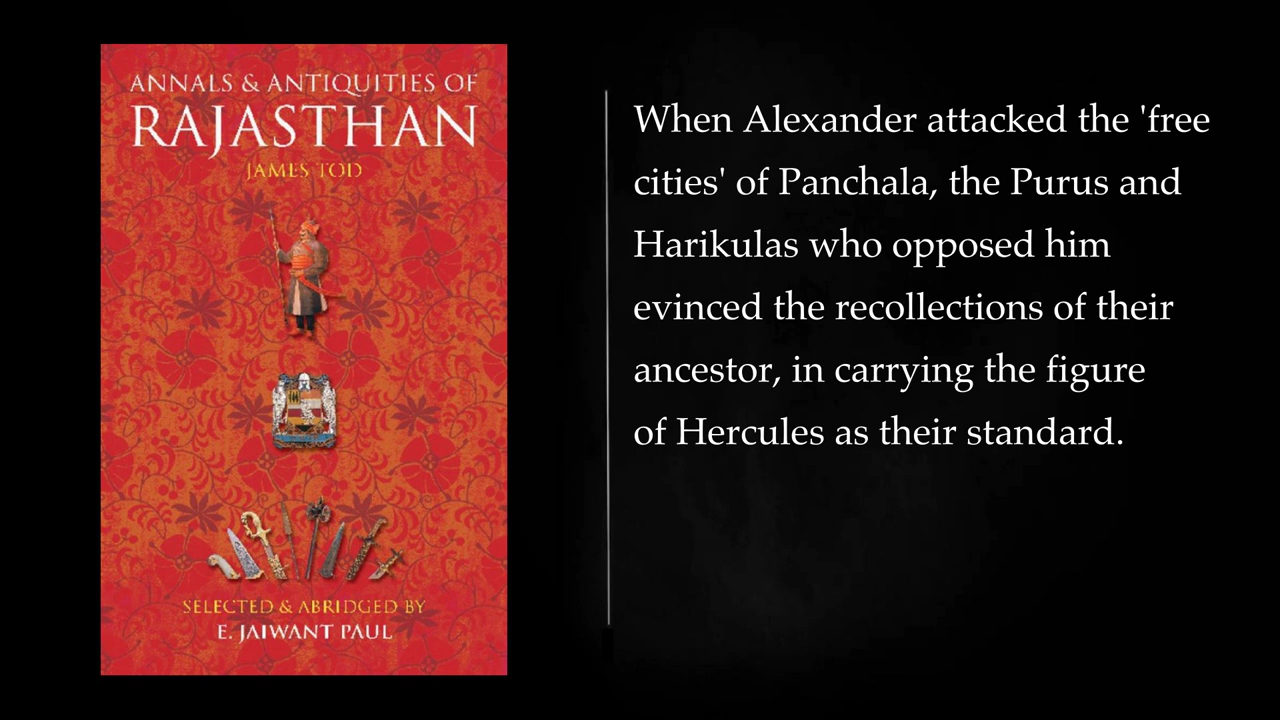 ANNALS & ANTIQUITIES OF
RAJASTHAN
JAMES TOD
SELECTED & ABRIDGED BY
E. JAIWANT PAUL
When Alexander attacked the 'free
cities' of Panchala, the Purus and
Harikulas who opposed him
evinced the recollections of their
ancestor, in carrying the figure
of Hercules as their standard.